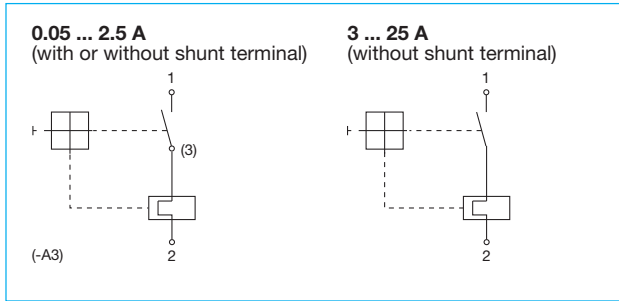 0.05 ... 2.5 A
(with or without shunt terminal)
1
(3)
(-A3)
2
3 ... 25 A
(without shunt terminal)
1
2